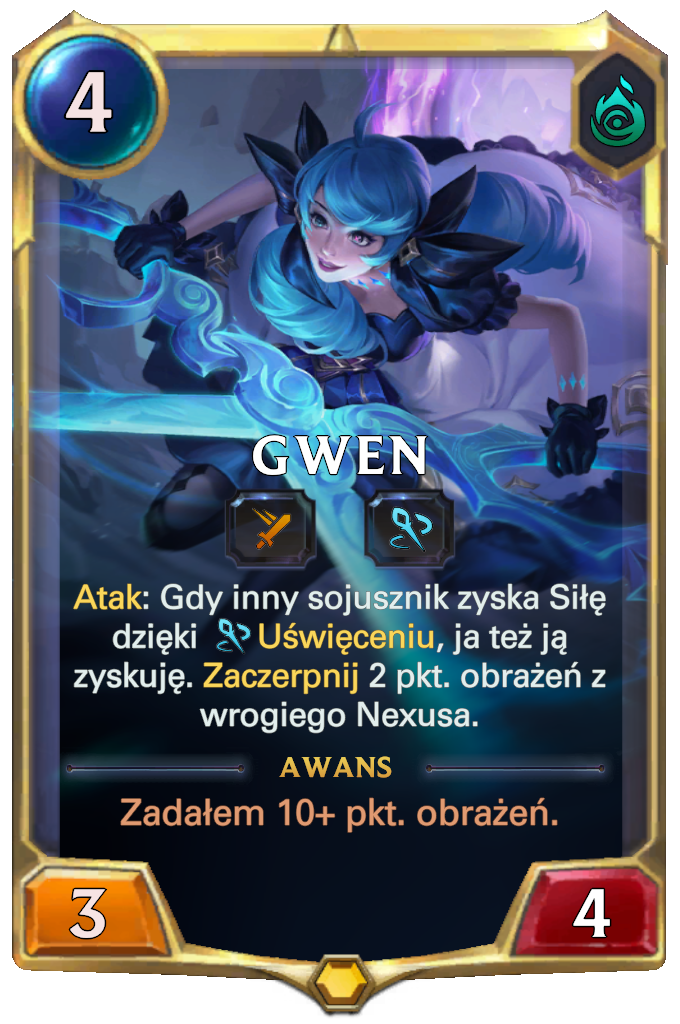 4
GWEN
Atak: Gdy inny sojusznik zyska Siłę
dzięki Uświęceniu, ja też ją
zyskuję. Zaczerpnij 2 pkt. obrażeń z
wrogiego Nexusa.
AWANS
Zadałem 10+ pkt. obrażeń.
3
4